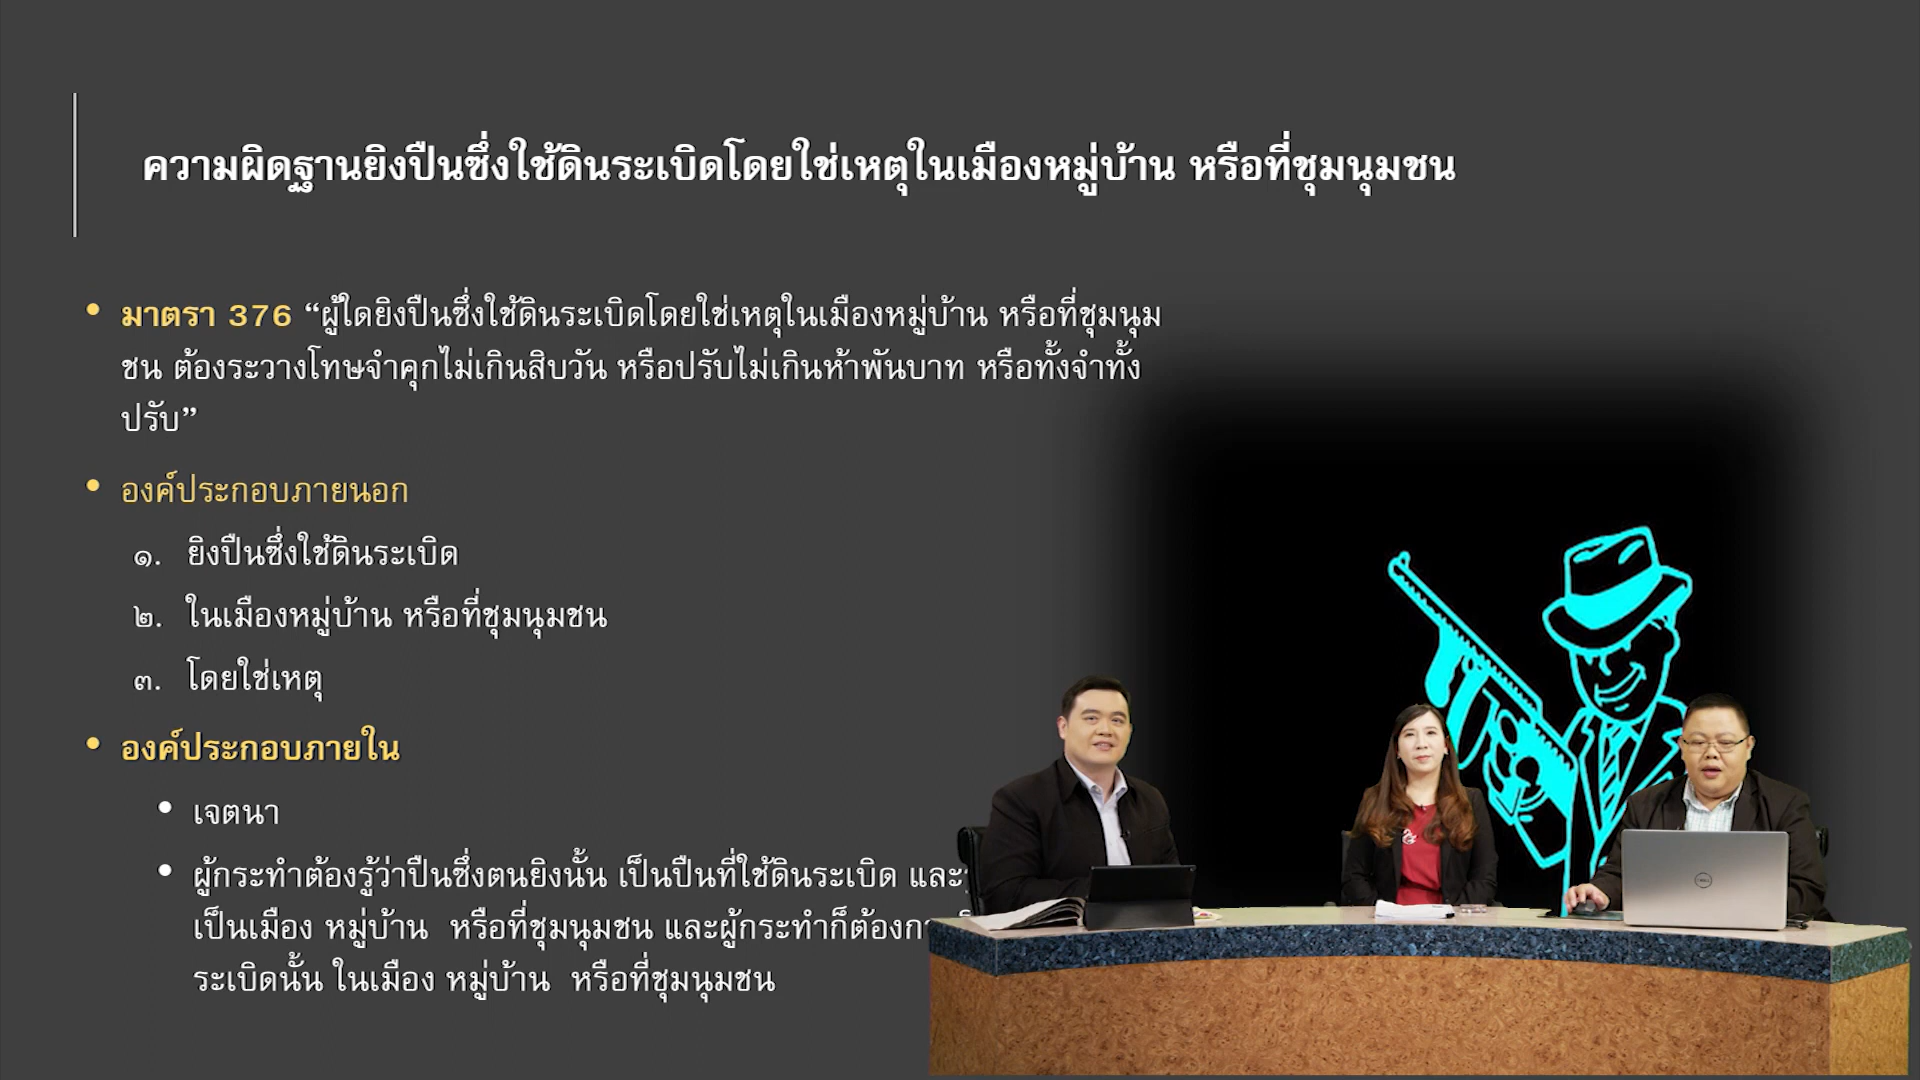 ความผิดฐานยิงปืนซึ่งใช้ดินระเบิดโดยใช่เหตุในเมืองหมู่บ้าน หรือที่ชุมนุมชน
• มาตรา 376 “ผู้ใดยิงปืนซึ่งใช้ดินระเบิดโดยใช่เหตุในเมืองหมู่บ้าน หรือที่ชุมนุม
ชน ต้องระวางโทษจำคุกไม่เกินสิบวัน หรือปรับไม่เกินห้าพันบาท หรือทั้งจำทั้ง
ปรับ”
• องค์ประกอบภายนอก
๑. ยิงปืนซึ่งใช้ดินระเบิด
๒. ในเมืองหมู่บ้าน หรือที่ชุมนุมชน
๓. โดยใช่เหตุ
• องค์ประกอบภายใน
• เจตนา
• ผู้กระทำต้องรู้ว่าปืนซึ่งตนยิงนั้น เป็นปืนที่ใช้ดินระเบิด และ
เป็นเมือง หมู่บ้าน หรือที่ชุมนุมชน และผู้กระทำก็ต้อง
ระเบิดนั้น ในเมือง หมู่บ้าน หรือที่ชุมนุมชน
DELL